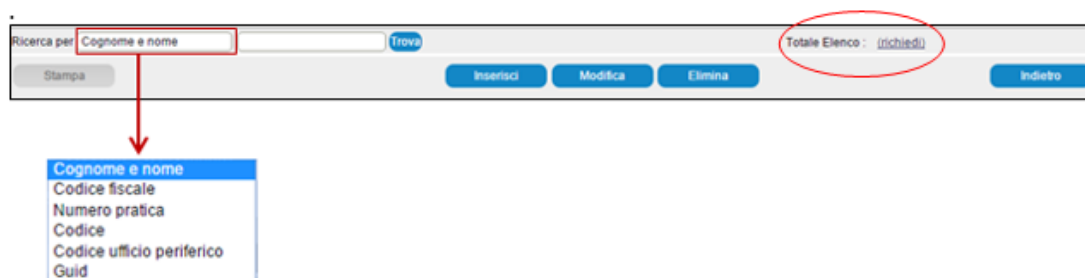 Ricerca per Cognome e nome Trova Totale Elenco : (richiedi)
Stampa Inserisci Modifica Elimina Indietro
Cognome e nome
Codice fiscale
Numero pratica
Codice
Codice ufficio periferico
Guid